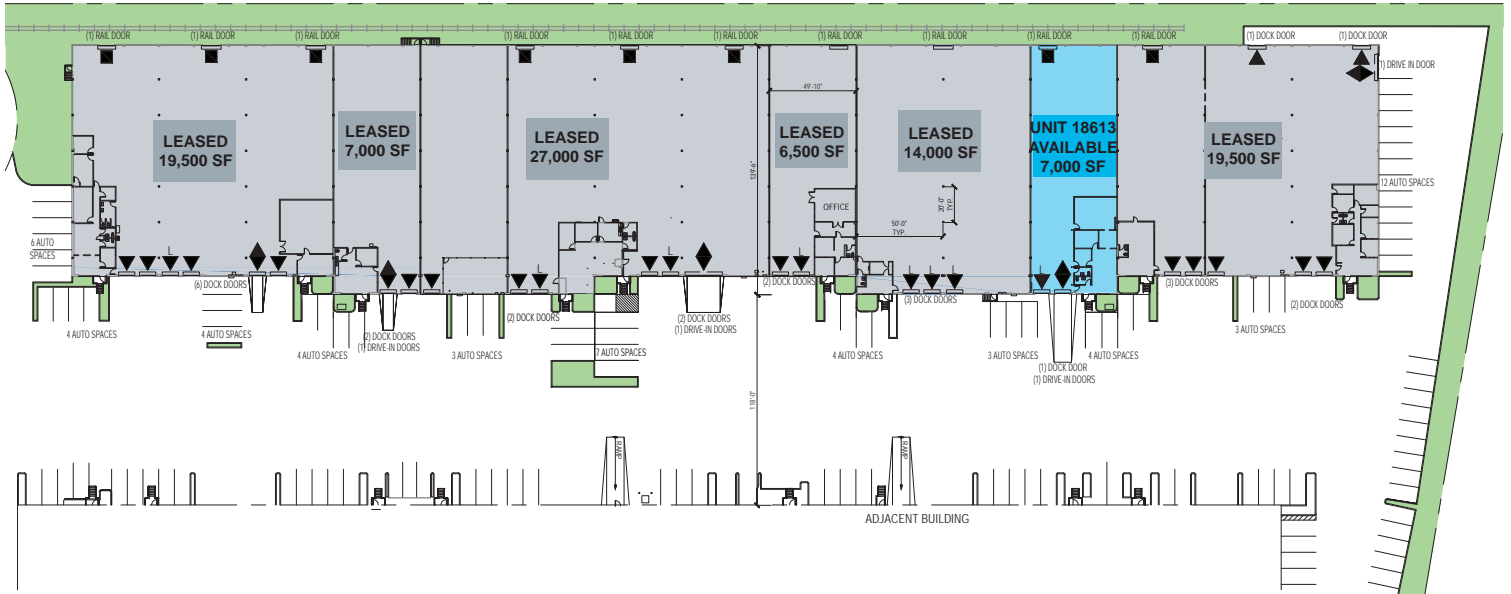 (1) RAIL DOOR
(1) RAIL DOOR
(1) RAIL DOOR
(1) RAIL DOOR
(1) RAIL DOOR
(1) RAIL DOOR
(1) RAIL DOOR
(1) RAIL DOOR
(1) RAIL DOOR
(1) RAIL DOOR
(1) DOCK DOOR
(1) DOCK DOOR
(1) DRIVE IN DOOR
49'-10"
LEASED
19,500 SF
LEASED
7,000 SF
LEASED
27,000 SF
LEASED
6,500 SF
LEASED
14,000 SF
UNIT 18613
AVAILABLE
7,000 SF
LEASED
19,500 SF
139'-6"
12 AUTO SPACES
OFFICE
20'-0"
TYP.
50'-0"
TYP.
6 AUTO
SPACES
(6) DOCK DOORS
(2) DOCK DOORS
(3) DOCK DOORS
(3) DOCK DOORS
(2) DOCK DOORS
4 AUTO SPACES
4 AUTO SPACES
4 AUTO SPACES
(2) DOCK DOORS
(1) DRIVE-IN DOORS
3 AUTO SPACES
(2) DOCK DOORS
7 AUTO SPACES
(2) DOCK DOORS
(1) DRIVE-IN DOORS
4 AUTO SPACES
3 AUTO SPACES
(1) DOCK DOOR
(1) DRIVE-IN DOORS
4 AUTO SPACES
3 AUTO SPACES
118'-0"
RAMP
RAMP
ADJACENT BUILDING